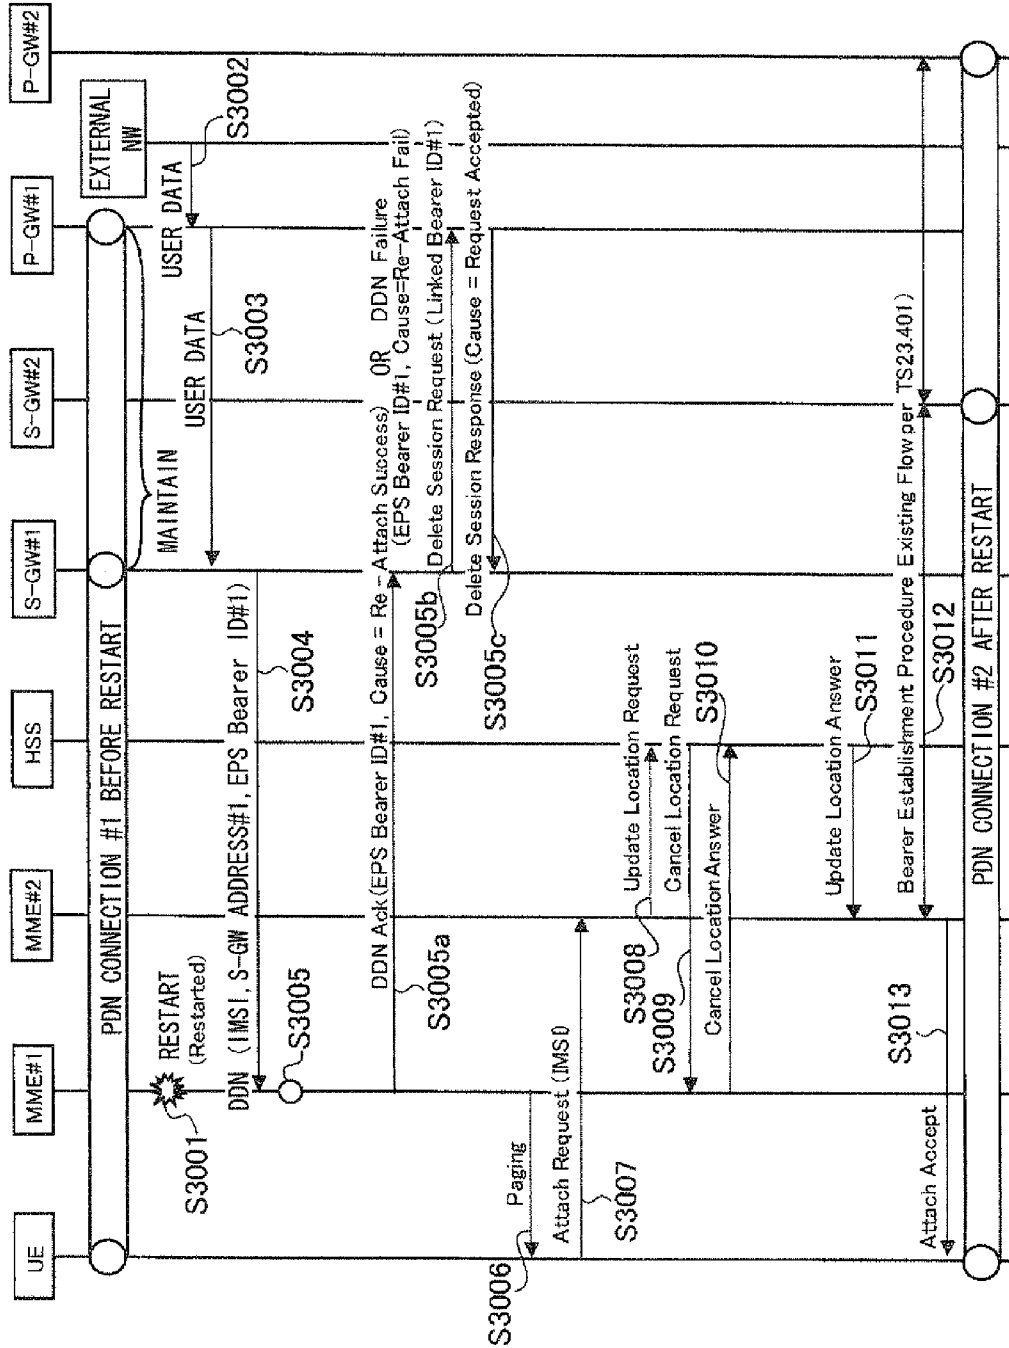 UE
MME#1
MME#2
HSS
S-GW#1
S-GW#2
P-GW#1
EXTERNAL
NW
P-GW#2
PDN CONNECTION #1 BEFORE RESTART
MAINTAIN
S3001
RESTART
(Restarted)
USER DATA
S3002
USER DATA
S3003
DDN (IMSI, S-GW ADDRESS#1, EPS Bearer ID#1)
S3004
S3005
DDN Ack(EPS Bearer ID#1, Cause = Re-Attach Success) OR DDN Failure
(EPS Bearer ID#1, Cause=Re-Attach Fail)
S3005a
Delete Session Request (Linked Bearer ID#1)
S3005b
Delete Session Response (Cause = Request Accepted)
S3005c
Paging
S3006
Attach Request (IMSI)
S3007
Update Location Request
S3008
Cancel Location Request
S3009
Cancel Location Answer
S3010
Update Location Answer
S3011
Bearer Establishment Procedure Existing Flow per TS23.401)
S3012
Attach Accept
S3013
PDN CONNECTION #2 AFTER RESTART